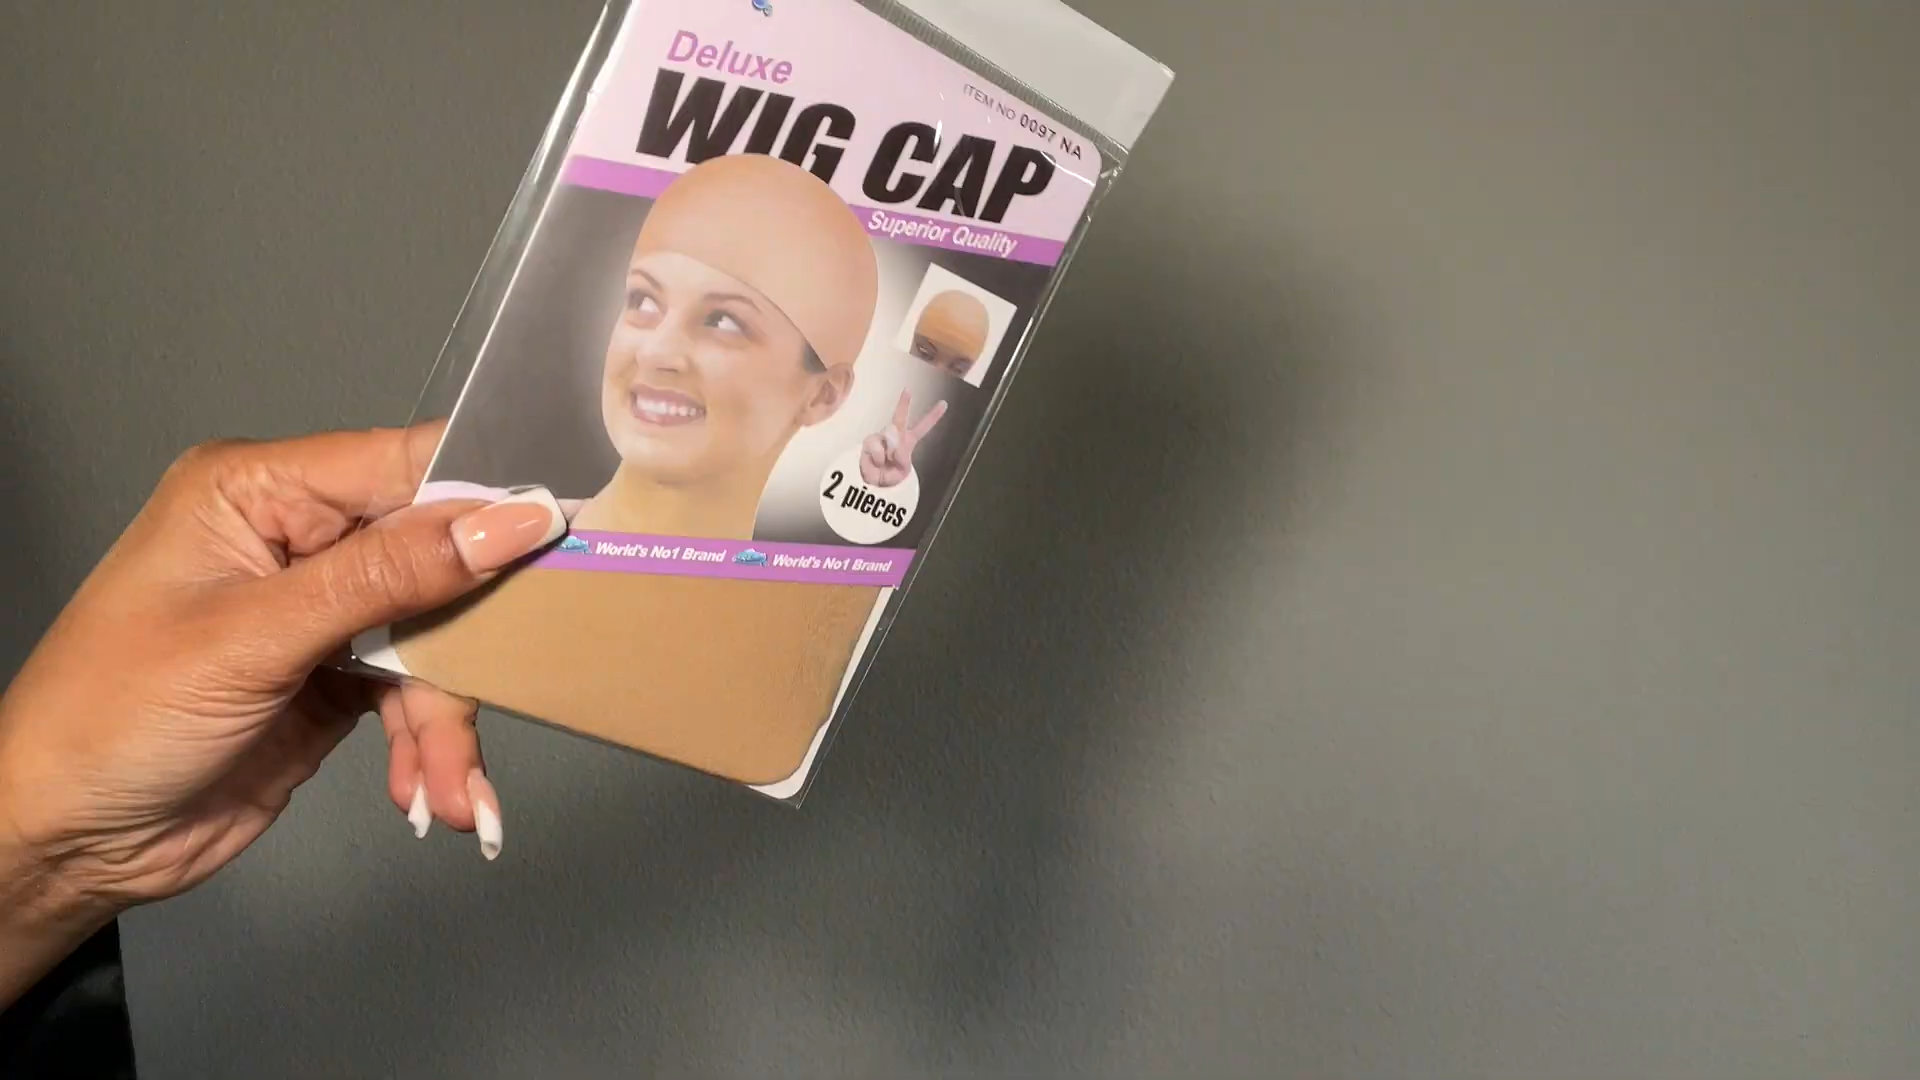 Deluxe
WIG CAP
ITEM NO 0097 NA
Superior Quality
2 pieces
World's No1 Brand World's No1 Brand